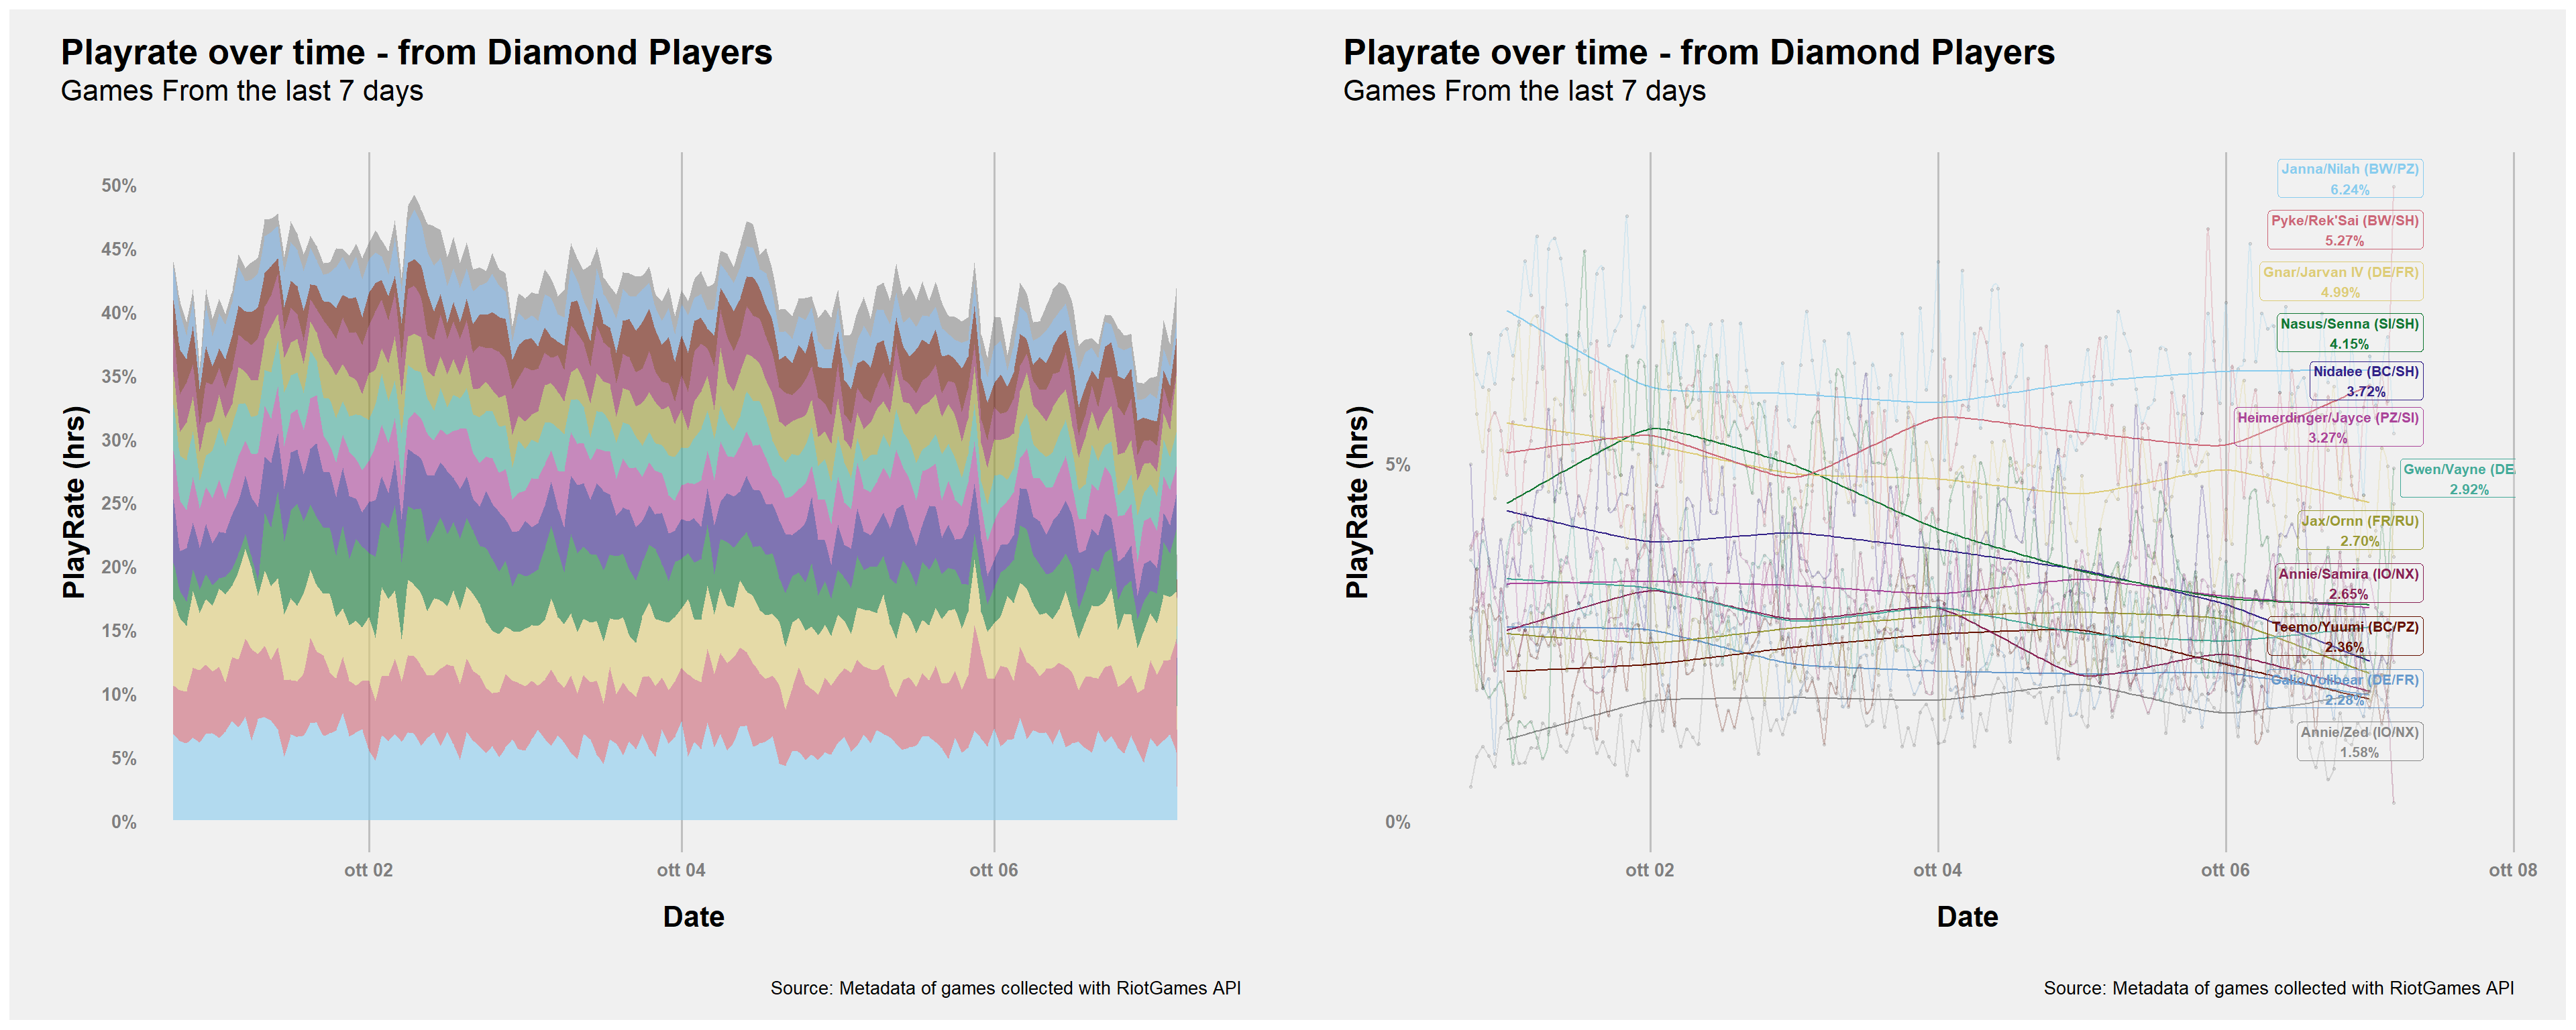 Playrate over time - from Diamond Players
Games From the last 7 days
50%
45%
40%
35%
30%
25%
20%
15%
10%
5%
0%
PlayRate (hrs)
ott 02
ott 04
ott 06
Date
Source: Metadata of games collected with RiotGames API
Playrate over time - from Diamond Players
Games From the last 7 days
5%
0%
PlayRate (hrs)
Janna/Nilah (BW/PZ)
6.24%
Pyke/Rek'Sai (BW/SH)
5.27%
Gnar/Jarvan IV (DE/FR)
4.99%
Nasus/Senna (SI/SH)
4.15%
Nidalee (BC/SH)
3.72%
Heimerdinger/Jayce (PZ/SI)
3.27%
Gwen/Vayne (DE
2.92%
Jax/Ornn (FR/RU)
2.70%
Annie/Samira (IO/NX)
2.65%
Teemo/Yuumi (BC/PZ)
2.36%
Galio/Volibear (DE/FR)
2.28%
Annie/Zed (IO/NX)
1.58%
ott 02
ott 04
ott 06
ott 08
Date
Source: Metadata of games collected with RiotGames API